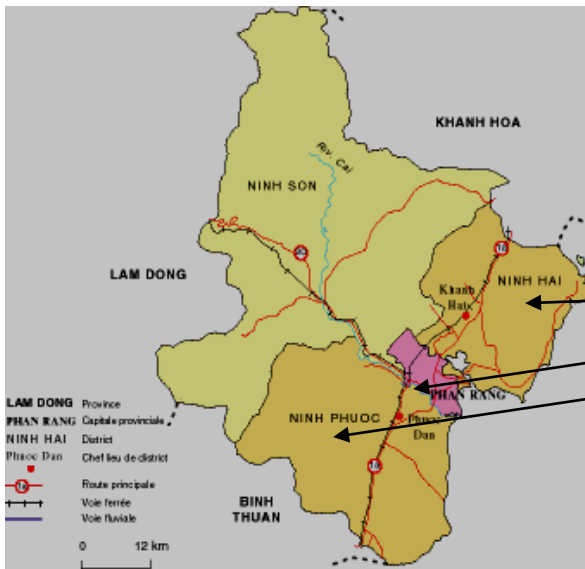 KHANH HOA
Riv. Cai
NINH SON
20
1a
LAM DONG
NINH HAI
Khanh
Hai
PHAN RANG
NINH PHUOC
Phuoc
Dan
1a
BINH
THUAN
LAM DONG Province
PHAN RANG Capitale provinciale
NINH HAI District
Phuoc Dan Chef lieu de district
1a Route principale
Voie ferrée
Voie fluviale
0 12 km